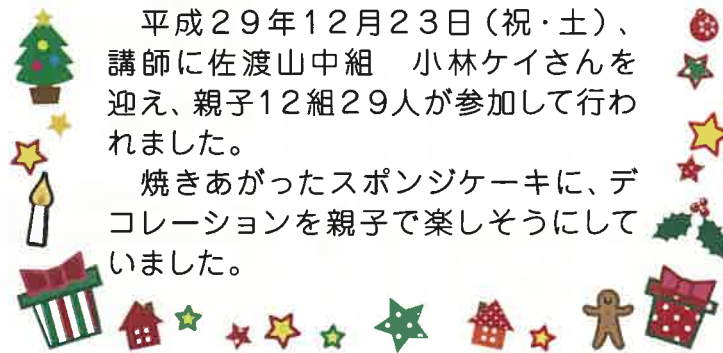 平成２９年１２月２３日（祝・土）、
講師に佐渡山中組　小林ケイさんを
迎え、親子１２組２９人が参加して行わ
れました。
　焼きあがったスポンジケーキに、デ
コレーションを親子で楽しそうにして
いました。